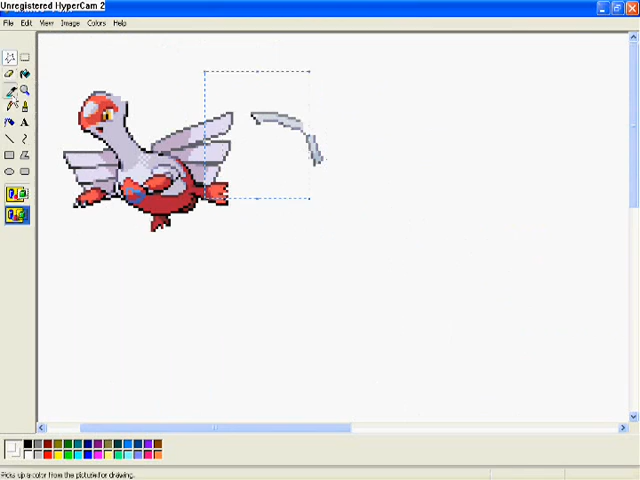 Unregistered HyperCam 2
File Edit View Image Colors Help
A
Picks up a color from the picture for drawing.